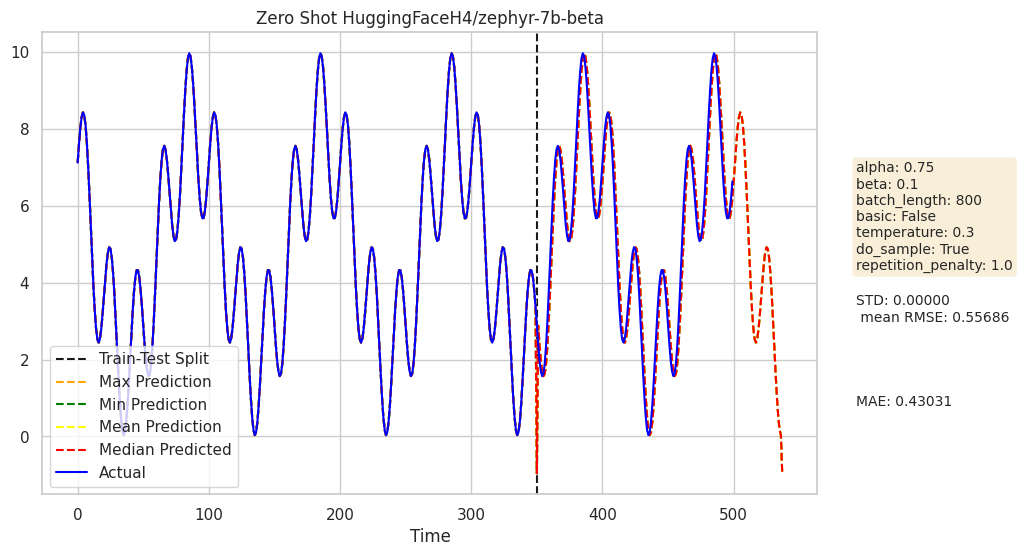 Zero Shot HuggingFaceH4/zephyr-7b-beta
10
8
6
4
2
0
0
100
200
300
400
500
Time
Train-Test Split
Max Prediction
Min Prediction
Mean Prediction
Median Predicted
Actual
alpha: 0.75
beta: 0.1
batch_length: 800
basic: False
temperature: 0.3
do_sample: True
repetition_penalty: 1.0
STD: 0.00000
mean RMSE: 0.55686
MAE: 0.43031